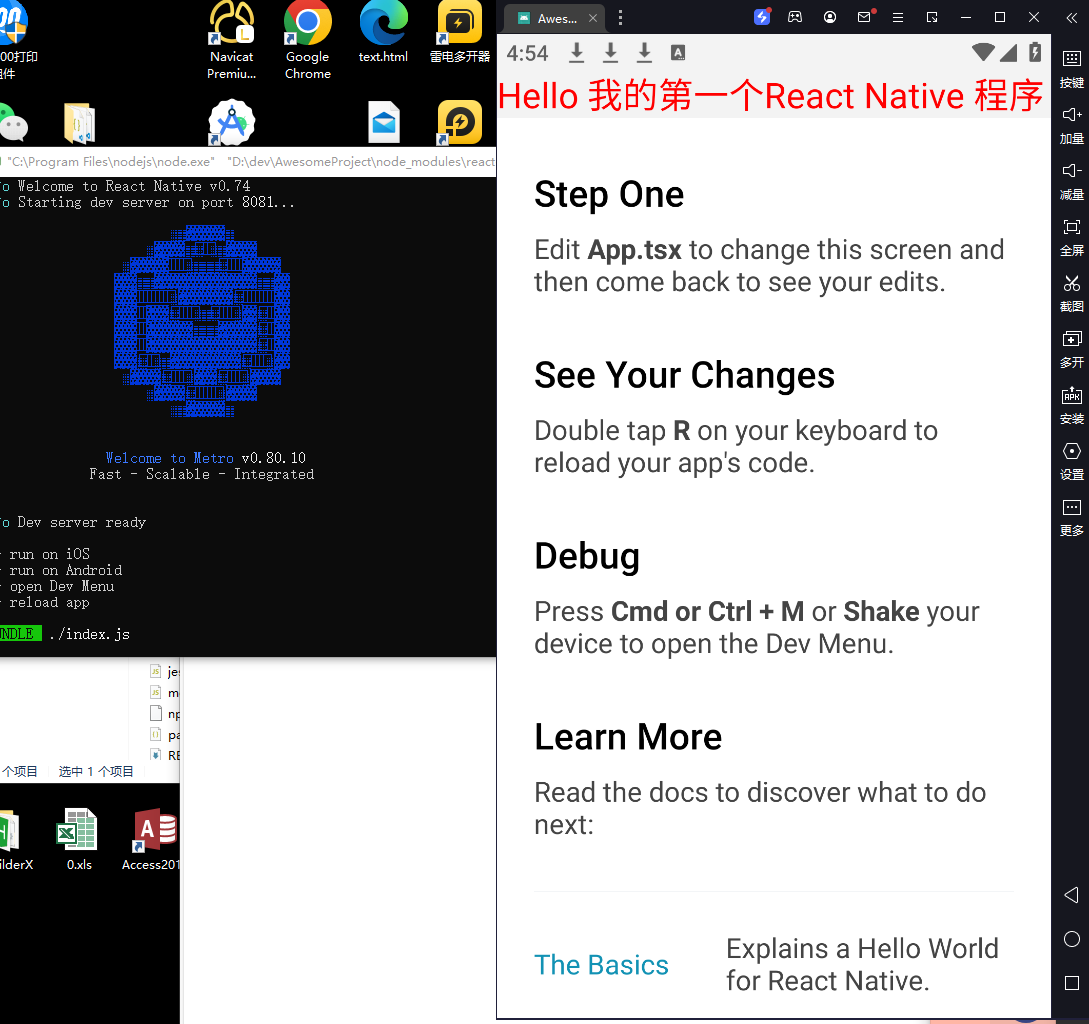 00打印
组件
Navicat
Premiu...
Google
Chrome
text.html
雷电多开器
"C:\Program Files\nodejs\node.exe" "D:\dev\AwesomeProject\node_modules\react
o Welcome to React Native v0.74
o Starting dev server on port 8081...
Welcome to Metro v0.80.10
Fast - Scalable - Integrated
o Dev server ready
- run on iOS
- run on Android
- open Dev Menu
- reload app
NDLE ./index.js
jes
m
np
pa
RE
个项目 选中 1 个项目
ilderX
0.xls
Access201
Awes...
4:54
Hello 我的第一个React Native 程序
Step One
Edit App.tsx to change this screen and
then come back to see your edits.
See Your Changes
Double tap R on your keyboard to
reload your app's code.
Debug
Press Cmd or Ctrl + M or Shake your
device to open the Dev Menu.
Learn More
Read the docs to discover what to do
next:
The Basics
Explains a Hello World
for React Native.
按键
加量
减量
全屏
截图
多开
APK
安装
设置
更多